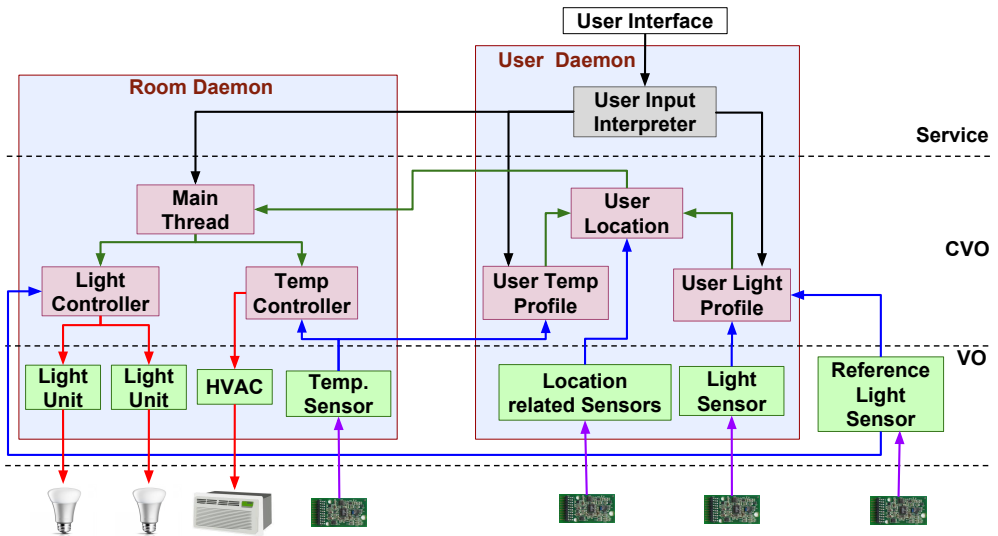 User Interface
User Daemon
Room Daemon
User Input
Interpreter
Service
Main
Thread
User
Location
CVO
Light
Controller
Temp
Controller
User Temp
Profile
User Light
Profile
VO
Light
Unit
Light
Unit
HVAC
Temp.
Sensor
Location
related Sensors
Light
Sensor
Reference
Light
Sensor